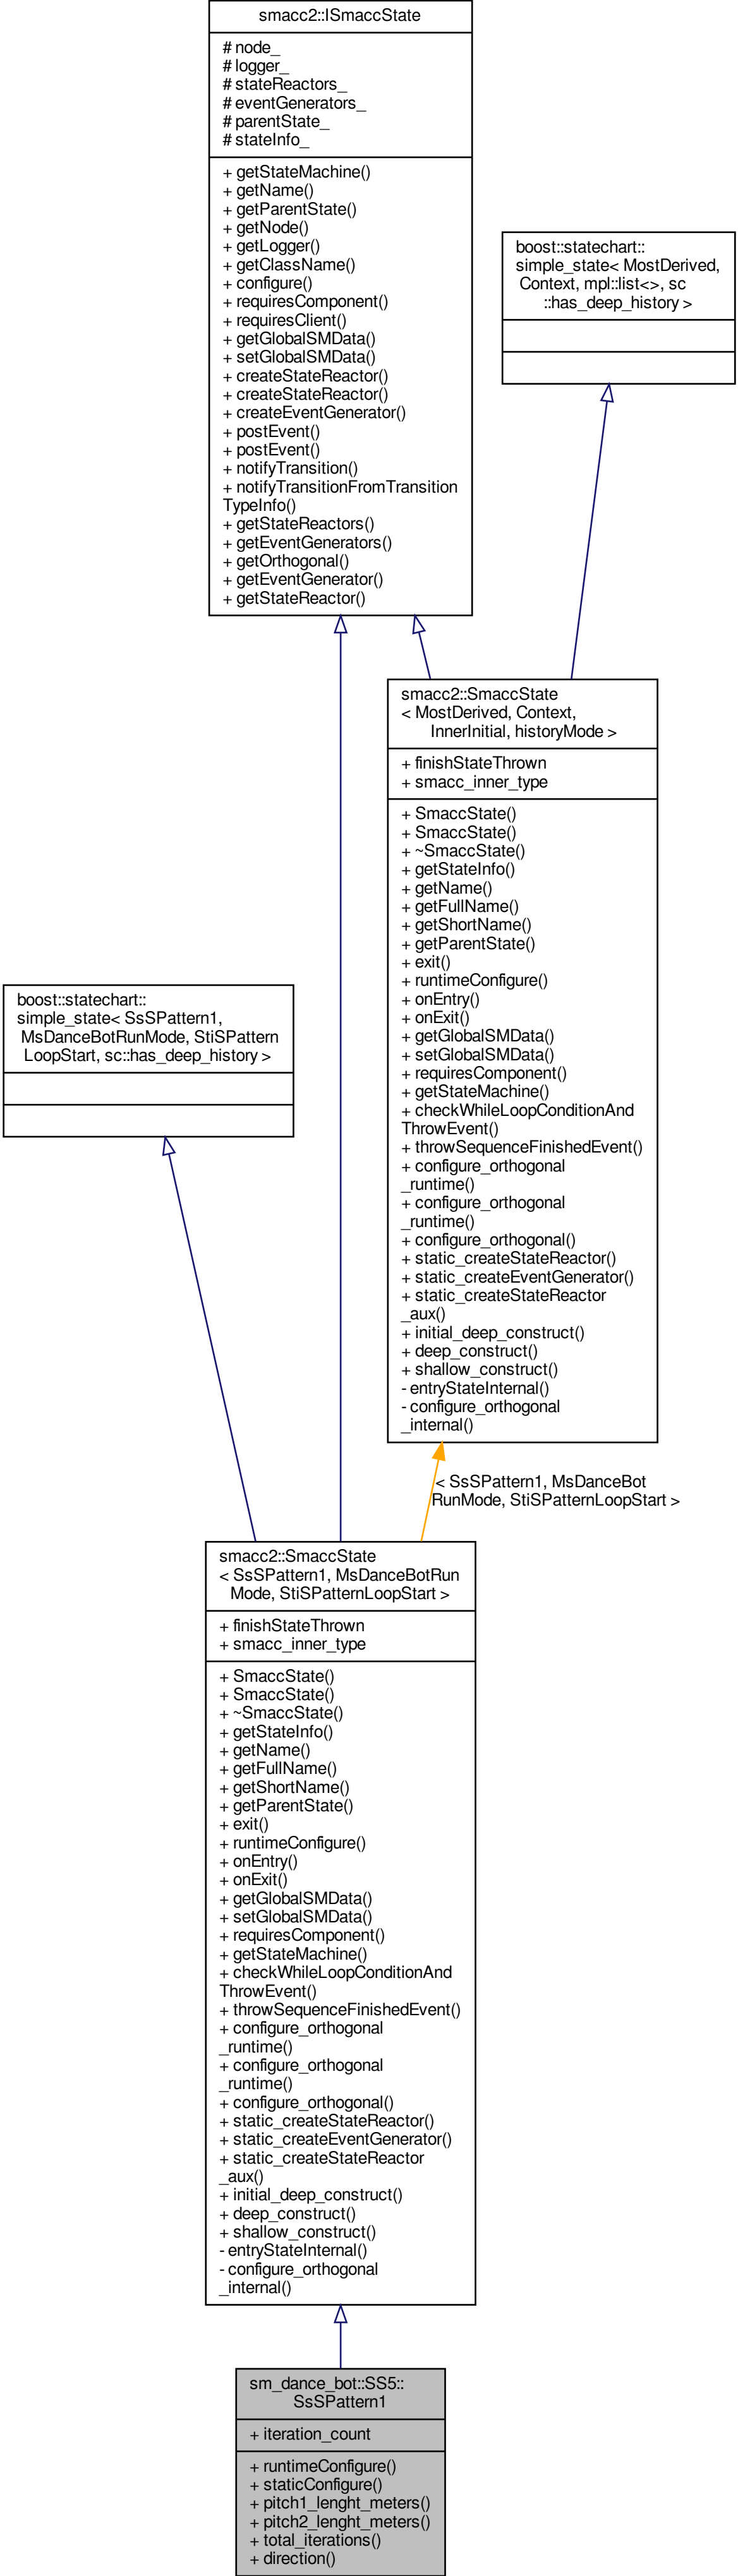 smacc2::ISmaccState
# node_
# logger_
# stateReactors_
# eventGenerators_
# parentState_
# stateInfo_
+ getStateMachine()
+ getName()
+ getParentState()
+ getNode()
+ getLogger()
+ getClassName()
+ configure()
+ requiresComponent()
+ requiresClient()
+ getGlobalSMData()
+ setGlobalSMData()
+ createStateReactor()
+ createStateReactor()
+ createEventGenerator()
+ postEvent()
+ postEvent()
+ notifyTransition()
+ notifyTransitionFromTransition
TypeInfo()
+ getStateReactors()
+ getEventGenerators()
+ getOrthogonal()
+ getEventGenerator()
+ getStateReactor()
boost::statechart::
simple_state< MostDerived,
Context, mpl::list<>, sc
::has_deep_history >
smacc2::SmaccState
< MostDerived, Context,
InnerInitial, historyMode >
+ finishStateThrown
+ smacc_inner_type
+ SmaccState()
+ SmaccState()
+ ~SmaccState()
+ getStateInfo()
+ getName()
+ getFullName()
+ getShortName()
+ getParentState()
+ exit()
+ runtimeConfigure()
+ onEntry()
+ onExit()
+ getGlobalSMData()
+ setGlobalSMData()
+ requiresComponent()
+ getStateMachine()
+ checkWhileLoopConditionAnd
ThrowEvent()
+ throwSequenceFinishedEvent()
+ configure_orthogonal
_runtime()
+ configure_orthogonal
_runtime()
+ configure_orthogonal()
+ static_createStateReactor()
+ static_createEventGenerator()
+ static_createStateReactor
_aux()
+ initial_deep_construct()
+ deep_construct()
+ shallow_construct()
- entryStateInternal()
- configure_orthogonal
_internal()
boost::statechart::
simple_state< SsSPattern1,
MsDanceBotRunMode, StiSPattern
LoopStart, sc::has_deep_history >
< SsSPattern1, MsDanceBot
RunMode, StiSPatternLoopStart >
smacc2::SmaccState
< SsSPattern1, MsDanceBotRun
Mode, StiSPatternLoopStart >
+ finishStateThrown
+ smacc_inner_type
+ SmaccState()
+ SmaccState()
+ ~SmaccState()
+ getStateInfo()
+ getName()
+ getFullName()
+ getShortName()
+ getParentState()
+ exit()
+ runtimeConfigure()
+ onEntry()
+ onExit()
+ getGlobalSMData()
+ setGlobalSMData()
+ requiresComponent()
+ getStateMachine()
+ checkWhileLoopConditionAnd
ThrowEvent()
+ throwSequenceFinishedEvent()
+ configure_orthogonal
_runtime()
+ configure_orthogonal
_runtime()
+ configure_orthogonal()
+ static_createStateReactor()
+ static_createEventGenerator()
+ static_createStateReactor
_aux()
+ initial_deep_construct()
+ deep_construct()
+ shallow_construct()
- entryStateInternal()
- configure_orthogonal
_internal()
sm_dance_bot::SS5::
SsSPattern1
+ iteration_count
+ runtimeConfigure()
+ staticConfigure()
+ pitch1_lenght_meters()
+ pitch2_lenght_meters()
+ total_iterations()
+ direction()